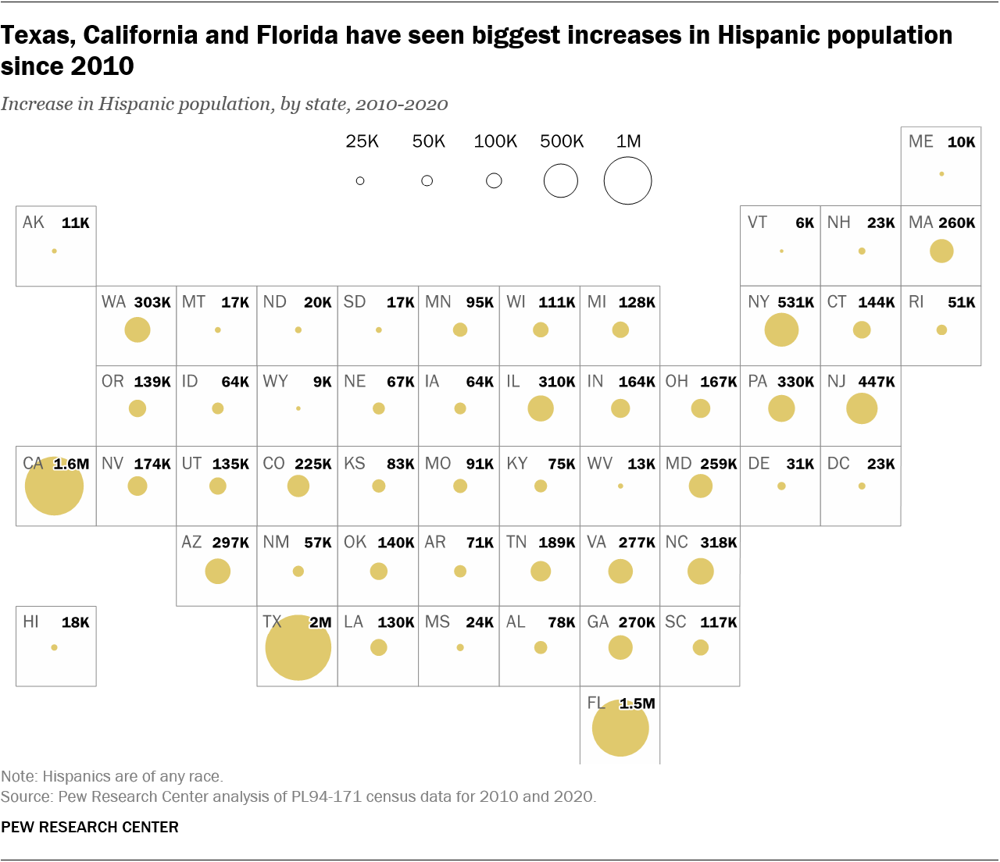 Texas, California and Florida have seen biggest increases in Hispanic population
since 2010
Increase in Hispanic population, by state, 2010-2020
25K 50K 100K 500K 1M
ME 10K
AK 11K VT 6K NH 23K MA 260K
WA 303K MT 17K ND 20K SD 17K MN 95K WI 111K MI 128K NY 531K CT 144K RI 51K
OR 139K ID 64K WY 9K NE 67K IA 64K IL 310K IN 164K OH 167K PA 330K NJ 447K
CA 1.6M NV 174K UT 135K CO 225K KS 83K MO 91K KY 75K WV 13K MD 259K DE 31K DC 23K
AZ 297K NM 57K OK 140K AR 71K TN 189K VA 277K NC 318K
HI 18K TX 2M LA 130K MS 24K AL 78K GA 270K SC 117K
FL 1.5M
Note: Hispanics are of any race.
Source: Pew Research Center analysis of PL94-171 census data for 2010 and 2020.
PEW RESEARCH CENTER